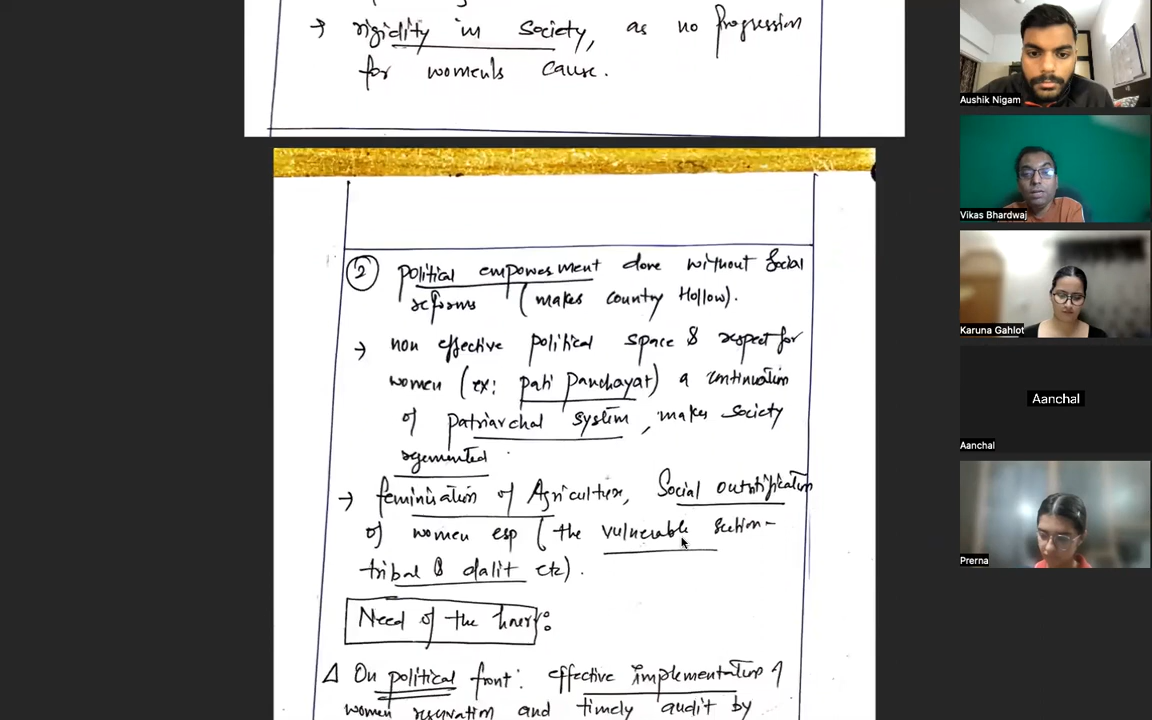 → rigidity in society, as no progression
for women's cause.
② political empowerment done without social
reforms (makes country Hollow).
→ non effective political space & respect for
women (ex: pati panchayat) a continuation
of patriarchal system, makes society
segmented.
→ feminisation of Agriculture, Social
of women esp (the vulnerable section-
tribal & dalit etc).
Need of the hour:
Δ On political front: effective implementation of
women reservation and timely audit by
Aushik Nigam
Vikas Bhardwaj
Karuna Gahlot
Aanchal
Aanchal
Prerna